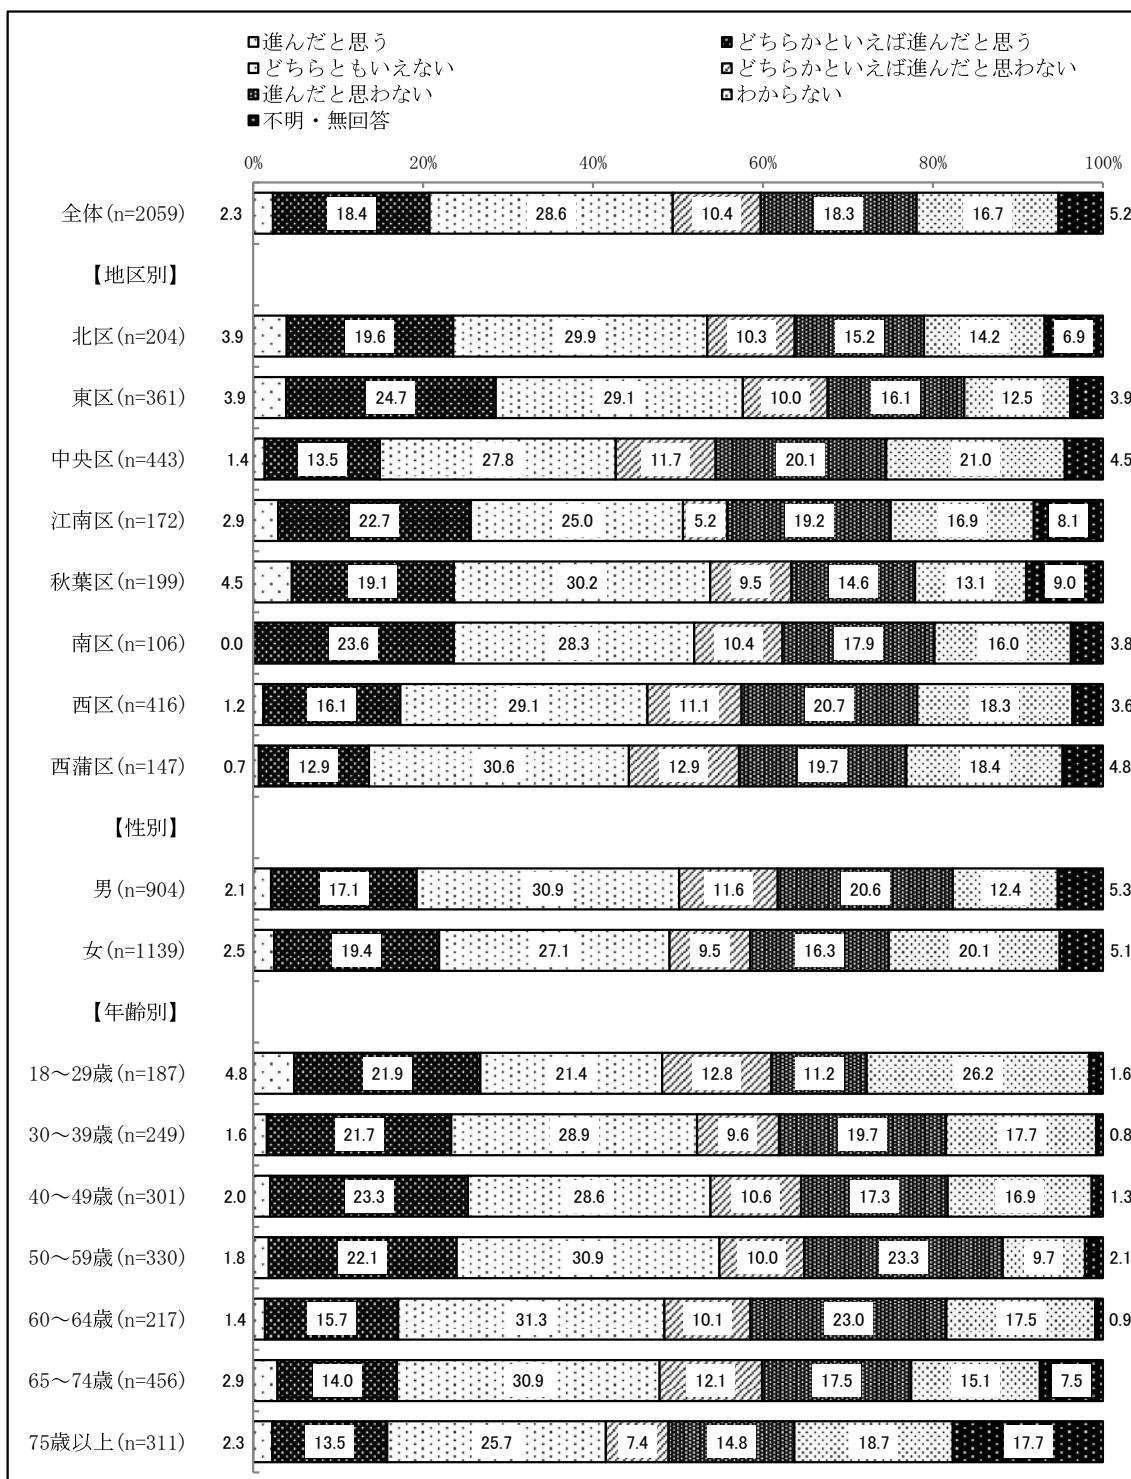 進んだと思う どちらかといえば進んだと思う
どちらともいえない どちらかといえば進んだと思わない
進んだと思わない わからない
不明・無回答
0% 20% 40% 60% 80% 100%
全体(n=2059) 2.3 18.4 28.6 10.4 18.3 16.7 5.2
【地区別】
北区(n=204) 3.9 19.6 29.9 10.3 15.2 14.2 6.9
東区(n=361) 3.9 24.7 29.1 10.0 16.1 12.5 3.9
中央区(n=443) 1.4 13.5 27.8 11.7 20.1 21.0 4.5
江南区(n=172) 2.9 22.7 25.0 5.2 19.2 16.9 8.1
秋葉区(n=199) 4.5 19.1 30.2 9.5 14.6 13.1 9.0
南区(n=106) 0.0 23.6 28.3 10.4 17.9 16.0 3.8
西区(n=416) 1.2 16.1 29.1 11.1 20.7 18.3 3.6
西蒲区(n=147) 0.7 12.9 30.6 12.9 19.7 18.4 4.8
【性別】
男(n=904) 2.1 17.1 30.9 11.6 20.6 12.4 5.3
女(n=1139) 2.5 19.4 27.1 9.5 16.3 20.1 5.1
【年齢別】
18～29歳(n=187) 4.8 21.9 21.4 12.8 11.2 26.2 1.6
30～39歳(n=249) 1.6 21.7 28.9 9.6 19.7 17.7 0.8
40～49歳(n=301) 2.0 23.3 28.6 10.6 17.3 16.9 1.3
50～59歳(n=330) 1.8 22.1 30.9 10.0 23.3 9.7 2.1
60～64歳(n=217) 1.4 15.7 31.3 10.1 23.0 17.5 0.9
65～74歳(n=456) 2.9 14.0 30.9 12.1 17.5 15.1 7.5
75歳以上(n=311) 2.3 13.5 25.7 7.4 14.8 18.7 17.7